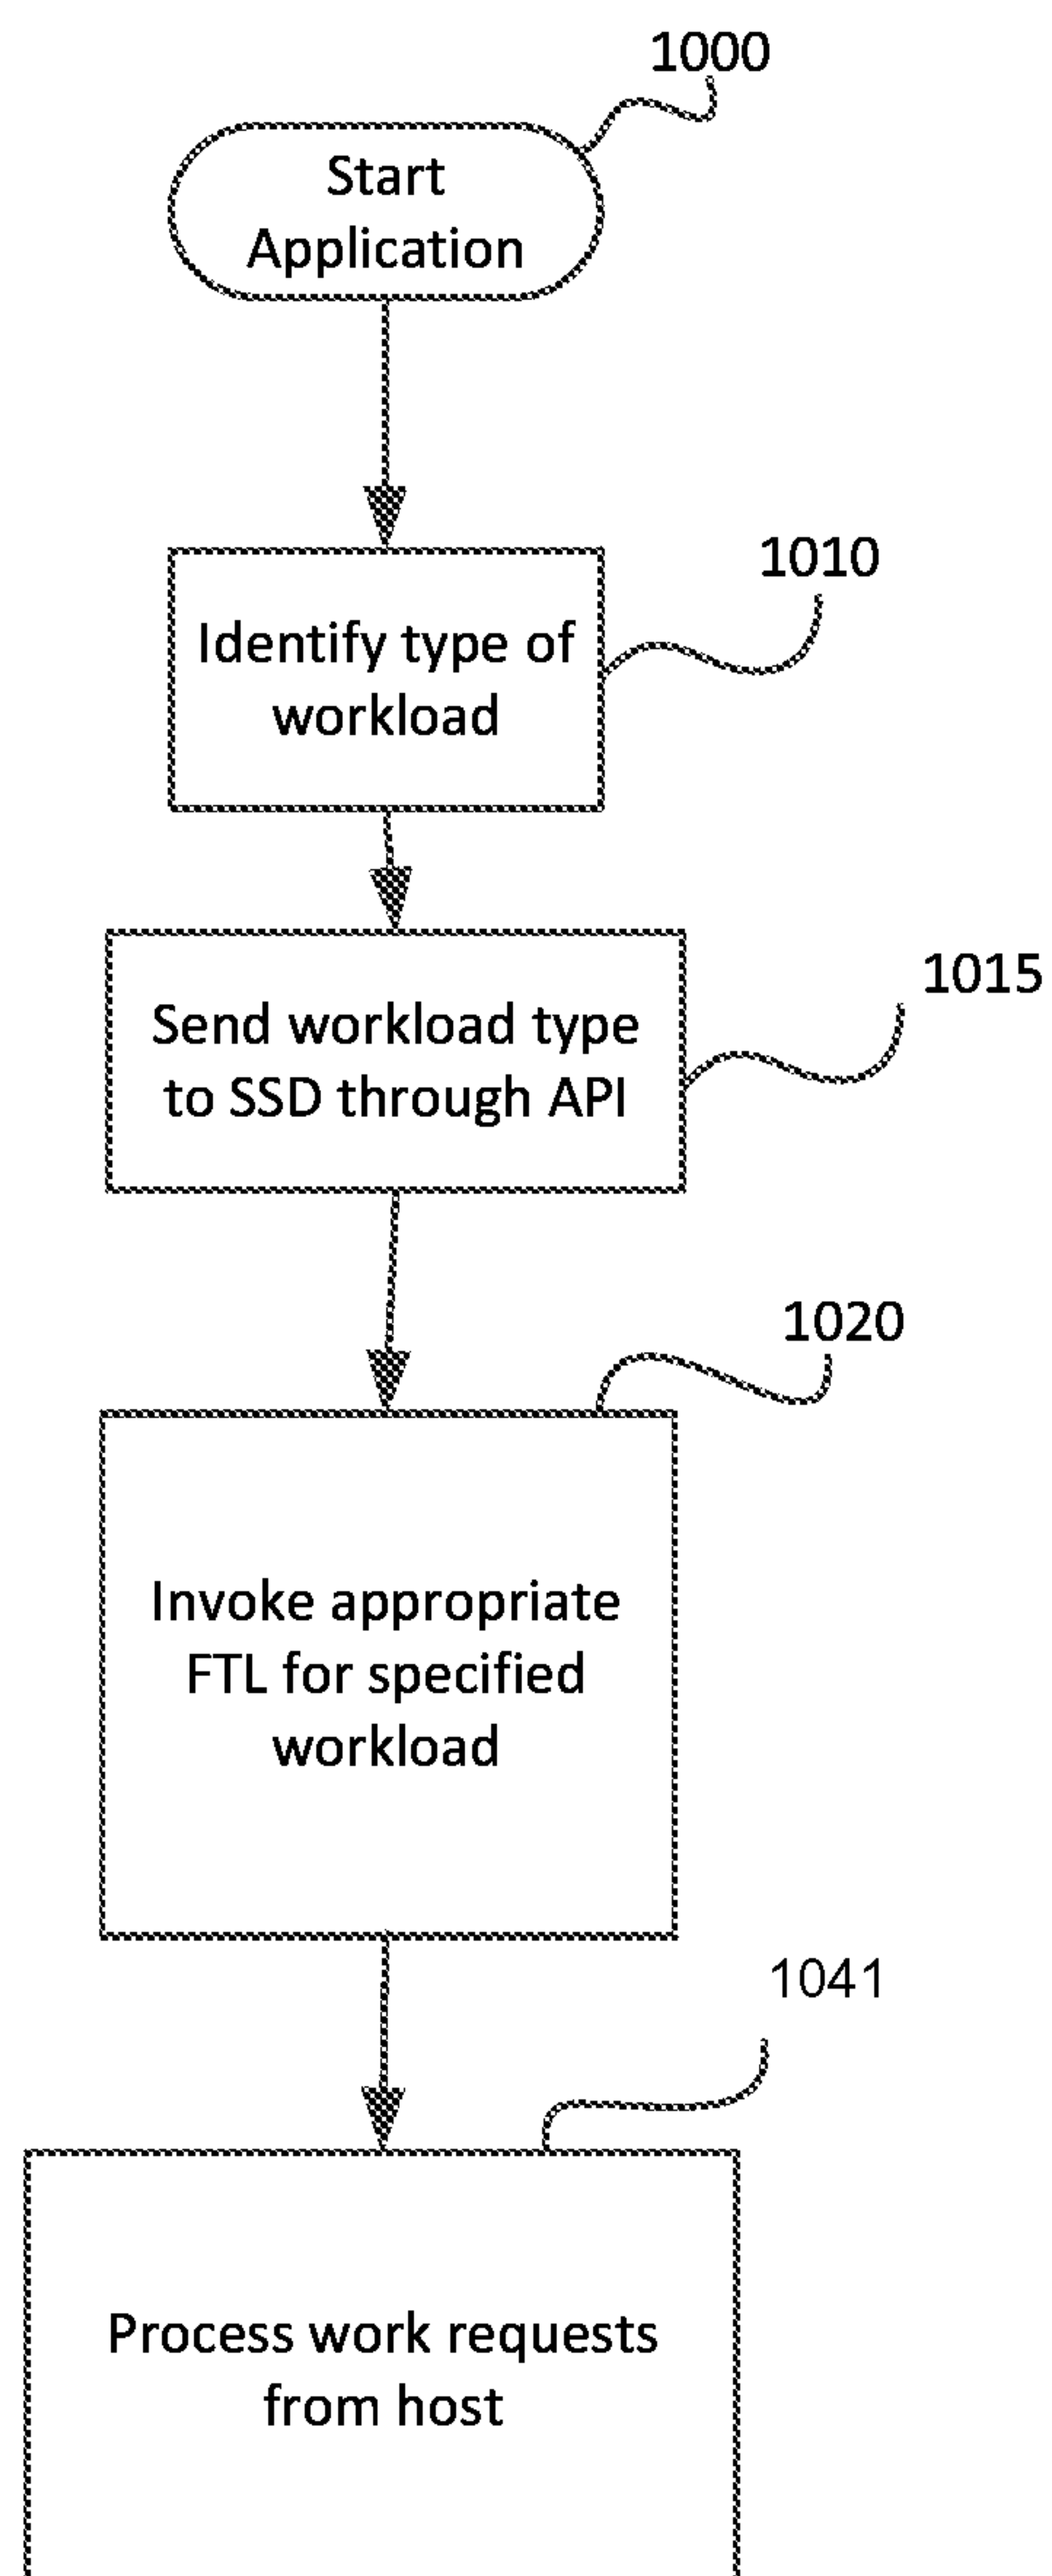 1000
Start
Application
1010
Identify type of
workload
1015
Send workload type
to SSD through API
1020
Invoke appropriate
FTL for specified
workload
1041
Process work requests
from host